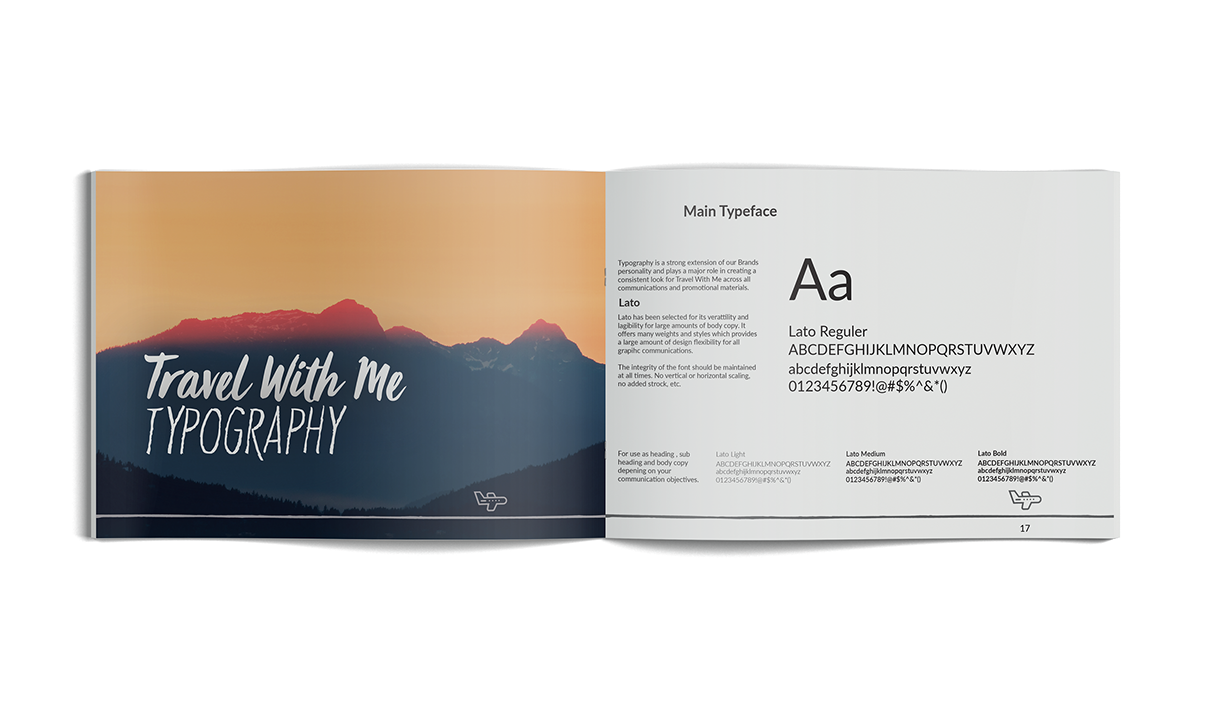 Travel With Me
TYPOGRAPHY
Main Typeface
Typography is a strong extension of our Brands
personality and plays a major role in creating a
consistent look for Travel With Me across all
communications and promotional materials.
Lato
Lato has been selected for its verattility and
lagibility for large amounts of body copy. It
offers many weights and styles which provides
a large amount of design flexibility for all
grapihc communications.
The integrity of the font should be maintained
at all times. No vertical or horizontal scaling,
no added strock, etc.
Aa
Lato Reguler
ABCDEFGHIJKLMNOPQRSTUVWXYZ
abcdefghijklmnopqrstuvwxyz
0123456789!@#$%^&*()
For use as heading , sub
heading and body copy
depening on your
communication objectives.
Lato Light
ABCDEFGHIJKLMNOPQRSTUVWXYZ
abcdefghijklmnopqrstuvwxyz
0123456789!@#$%^&*()
Lato Medium
ABCDEFGHIJKLMNOPQRSTUVWXYZ
abcdefghijklmnopqrstuvwxyz
0123456789!@#$%^&*()
Lato Bold
ABCDEFGHIJKLMNOPQRSTUVWXYZ
abcdefghijklmnopqrstuvwxyz
0123456789!@#$%^&*()
17